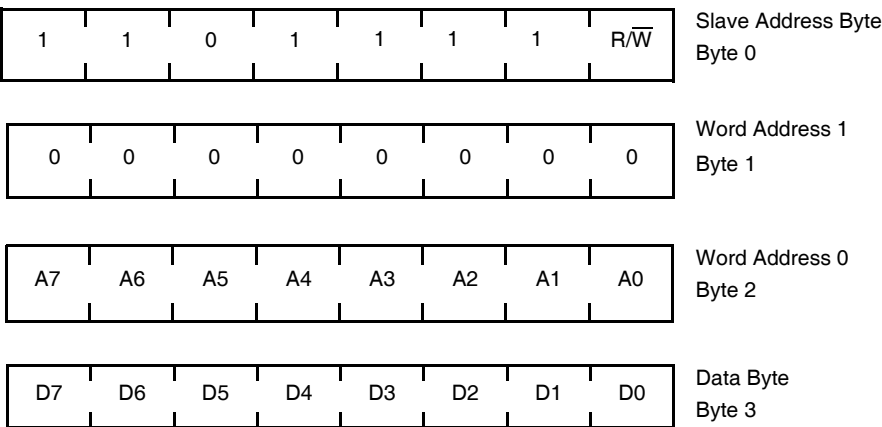 1 1 0 1 1 1 1 R/W̅ Slave Address Byte
Byte 0
0 0 0 0 0 0 0 0 Word Address 1
Byte 1
A7 A6 A5 A4 A3 A2 A1 A0 Word Address 0
Byte 2
D7 D6 D5 D4 D3 D2 D1 D0 Data Byte
Byte 3